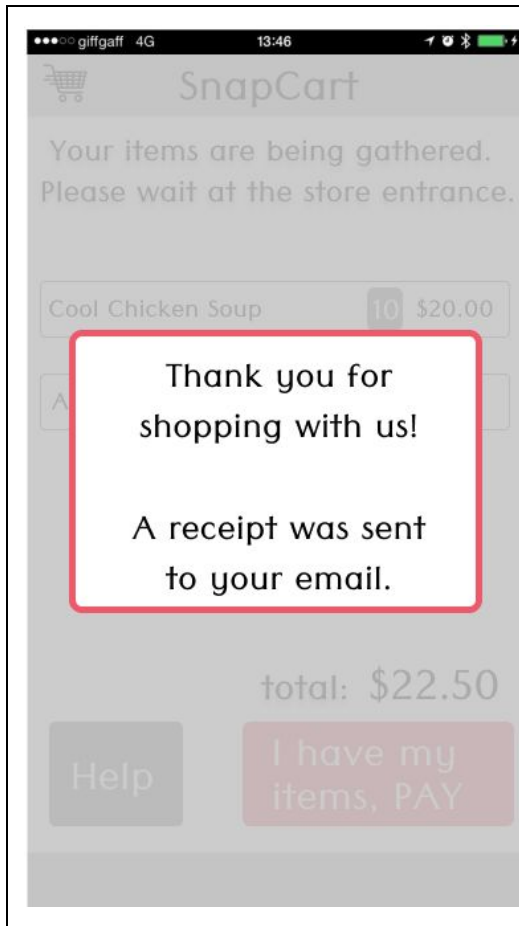 giffgaff 4G 13:46
SnapCart
Your items are being gathered.
Please wait at the store entrance.
Cool Chicken Soup 10 $20.00
A
Thank you for
shopping with us!
A receipt was sent
to your email.
total: $22.50
Help
I have my
items, PAY